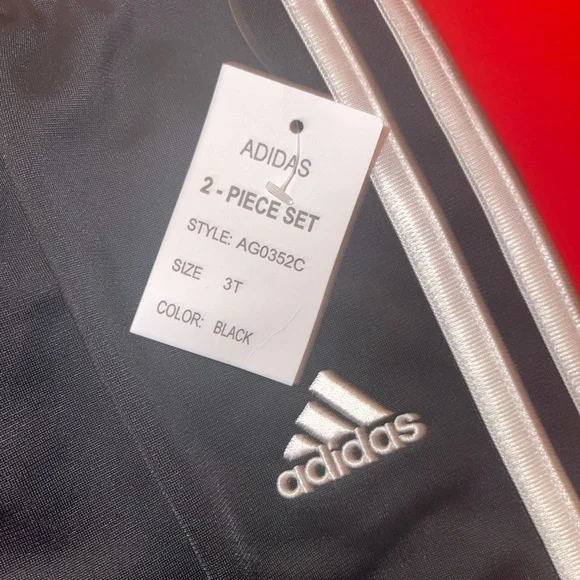 ADIDAS
2 - PIECE SET
STYLE: AG0352C
SIZE 3T
COLOR: BLACK
adidas